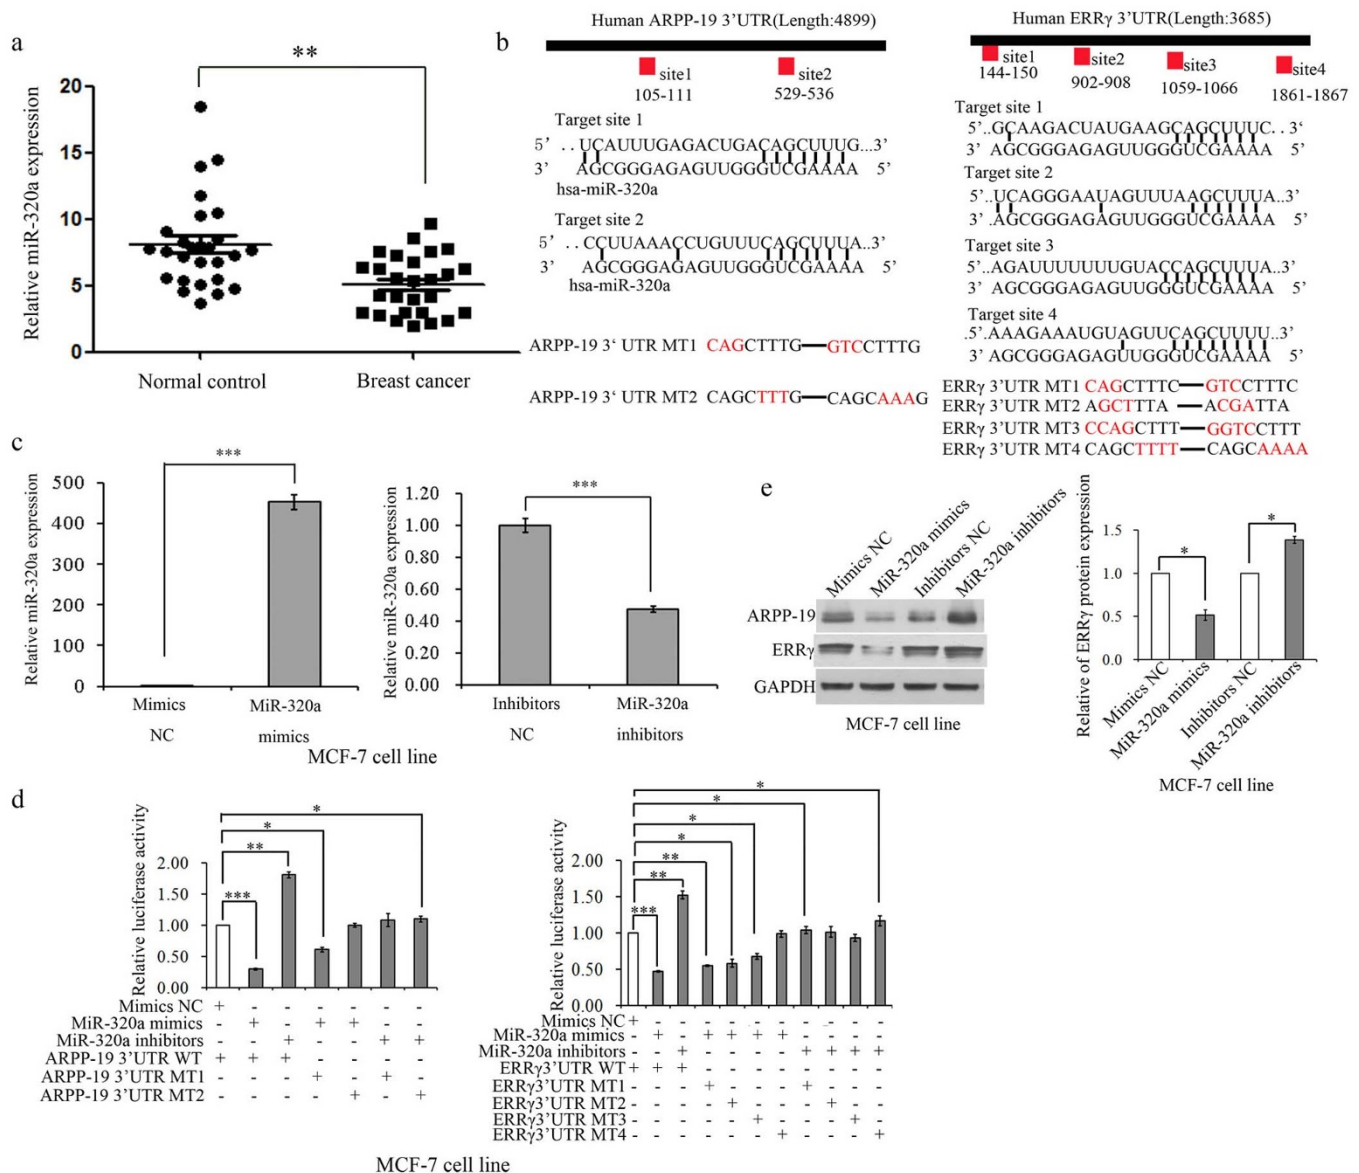 a
**
Relative miR-320a expression
20
15
10
5
0
Normal control
Breast cancer
b
Human ARPP-19 3’UTR(Length:4899)
site1
105-111
site2
529-536
Target site 1
5’ ..UCAUUUGAGACUGACAGCUUUG...3’
3’ AGCGGGAGAGUUGGGUCGAAAA 5’
hsa-miR-320a
Target site 2
5’ ..CCUUAAACCUGUUUCAGCUUUA..3’
3’ AGCGGGAGAGUUGGGUCGAAAA 5’
hsa-miR-320a
ARPP-19 3‘ UTR MT1 CAGCTTTG—GTCCTTTG
ARPP-19 3‘ UTR MT2 CAGCTTTG—CAGCAAAG
Human ERRγ 3’UTR(Length:3685)
site1
144-150
site2
902-908
site3
1059-1066
site4
1861-1867
Target site 1
5’..GCAAGACUAUGAAGCAGCUUUC..3‘
3’ AGCGGGAGAGUUGGGUCGAAAA 5’
Target site 2
5’..UCAGGGAAUAGUUUAAGCUUUA..3’
3’ AGCGGGAGAGUUGGGUCGAAAA 5’
Target site 3
5’..AGAUUUUUUUGUACCAGCUUUA..3’
3’ AGCGGGAGAGUUGGGUCGAAAA 5’
Target site 4
5’AAAGAAAUGUAGUUCAGCUUUU..3’
3’ AGCGGGAGAGUUGGGUCGAAAA 5’
ERRγ 3’UTR MT1 CAGCTTTC—GTCCTTTC
ERRγ 3’UTR MT2 AGCTTTA—ACGATTA
ERRγ 3’UTR MT3 CCAGCTTT—GGTCCTTT
ERRγ 3’UTR MT4 CAGCTTTT—CAGCAAAA
c
***
Relative miR-320a expression
500
400
300
200
100
0
Mimics NC
MiR-320a mimics
***
Relative miR-320a expression
1.20
1.00
0.80
0.60
0.40
0.20
0.00
Inhibitors NC
MiR-320a inhibitors
MCF-7 cell line
e
Mimics NC
MiR-320a mimics
Inhibitors NC
MiR-320a inhibitors
ARPP-19
ERRγ
GAPDH
MCF-7 cell line
Relative of ERRγ protein expression
1.5
1.0
0.5
0.0
*
*
Mimics NC
MiR-320a mimics
Inhibitors NC
MiR-320a inhibitors
MCF-7 cell line
d
Relative luciferase activity
2.00
1.50
1.00
0.50
0.00
*
*
**
***
Mimics NC + - - - - - -
MiR-320a mimics - + - + + - -
MiR-320a inhibitors - - + - - + +
ARPP-19 3’UTR WT + + + - - - -
ARPP-19 3’UTR MT1 - - - + - + -
ARPP-19 3’UTR MT2 - - - - + - +
Relative luciferase activity
2.00
1.50
1.00
0.50
0.00
*
*
*
*
**
**
***
Mimics NC + - - - - - - - - - -
MiR-320a mimics - + - + + + + - - - -
MiR-320a inhibitors - - + - - - - + + + +
ERRγ3’UTR WT + + + - - - - - - - -
ERRγ3’UTR MT1 - - - + - - - + - - -
ERRγ3’UTR MT2 - - - - + - - - + - -
ERRγ3’UTR MT3 - - - - - + - - - + -
ERRγ3’UTR MT4 - - - - - - + - - - +
MCF-7 cell line